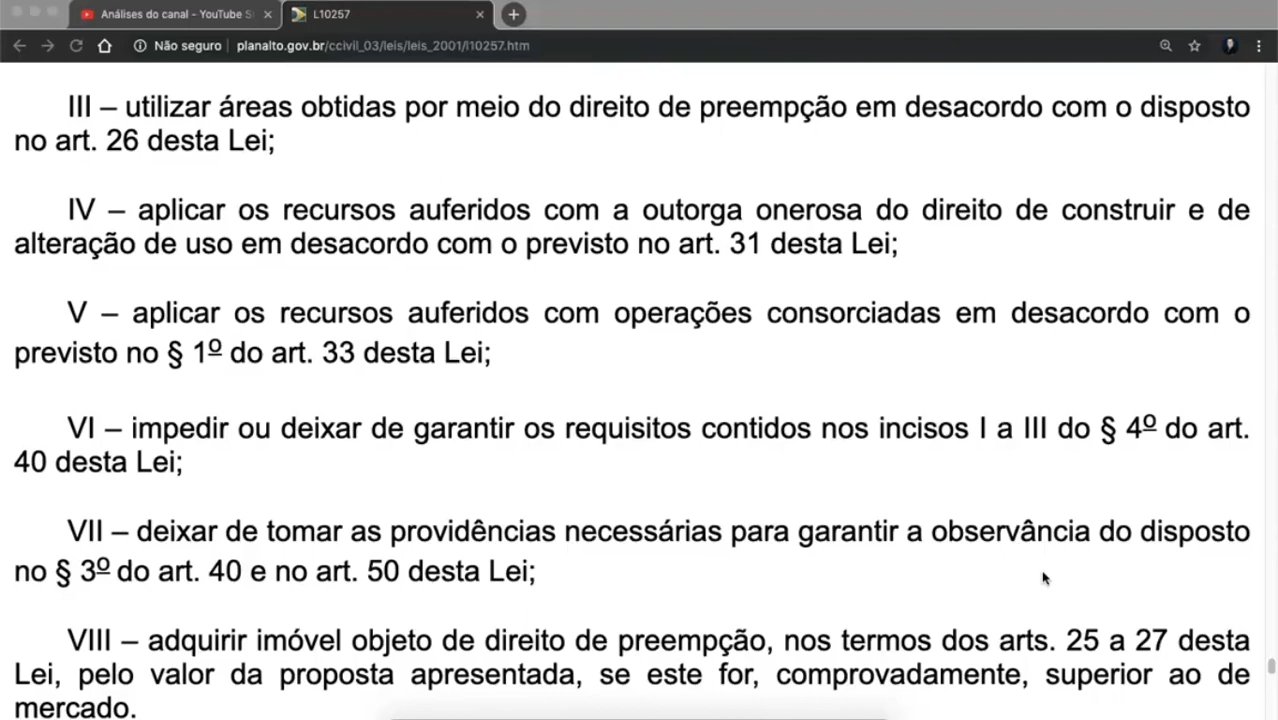 Análises do canal - YouTube S
L10257
Não seguro
planalto.gov.br/ccivil_03/leis/leis_2001/l10257.htm
III – utilizar áreas obtidas por meio do direito de preempção em desacordo com o disposto
no art. 26 desta Lei;
IV – aplicar os recursos auferidos com a outorga onerosa do direito de construir e de
alteração de uso em desacordo com o previsto no art. 31 desta Lei;
V – aplicar os recursos auferidos com operações consorciadas em desacordo com o
previsto no § 1º do art. 33 desta Lei;
VI – impedir ou deixar de garantir os requisitos contidos nos incisos I a III do § 4º do art.
40 desta Lei;
VII – deixar de tomar as providências necessárias para garantir a observância do disposto
no § 3º do art. 40 e no art. 50 desta Lei;
VIII – adquirir imóvel objeto de direito de preempção, nos termos dos arts. 25 a 27 desta
Lei, pelo valor da proposta apresentada, se este for, comprovadamente, superior ao de
mercado.